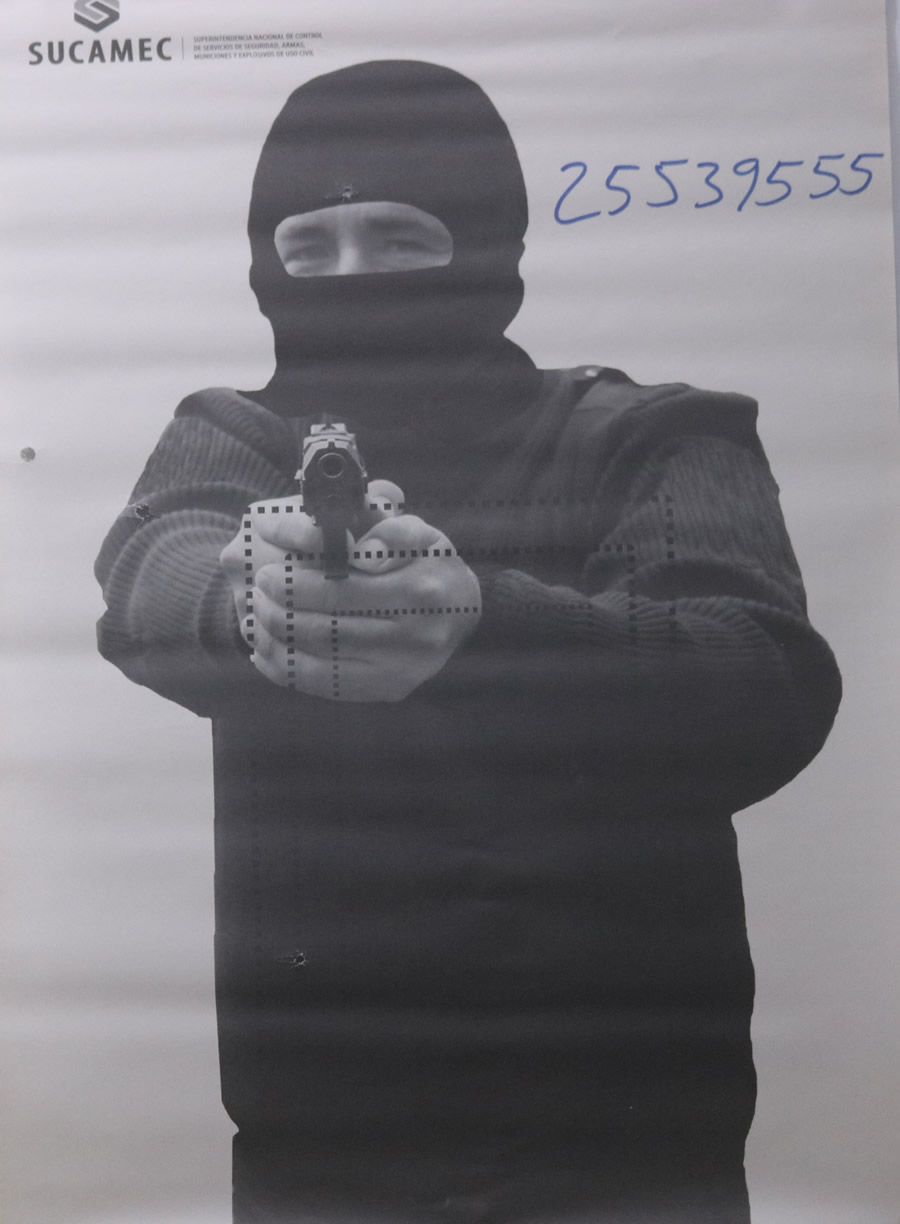 SUCAMEC
SUPERINTENDENCIA NACIONAL DE CONTROL
DE SERVICIOS DE SEGURIDAD, ARMAS,
MUNICIONES Y EXPLOSIVOS DE USO CIVIL
25539555